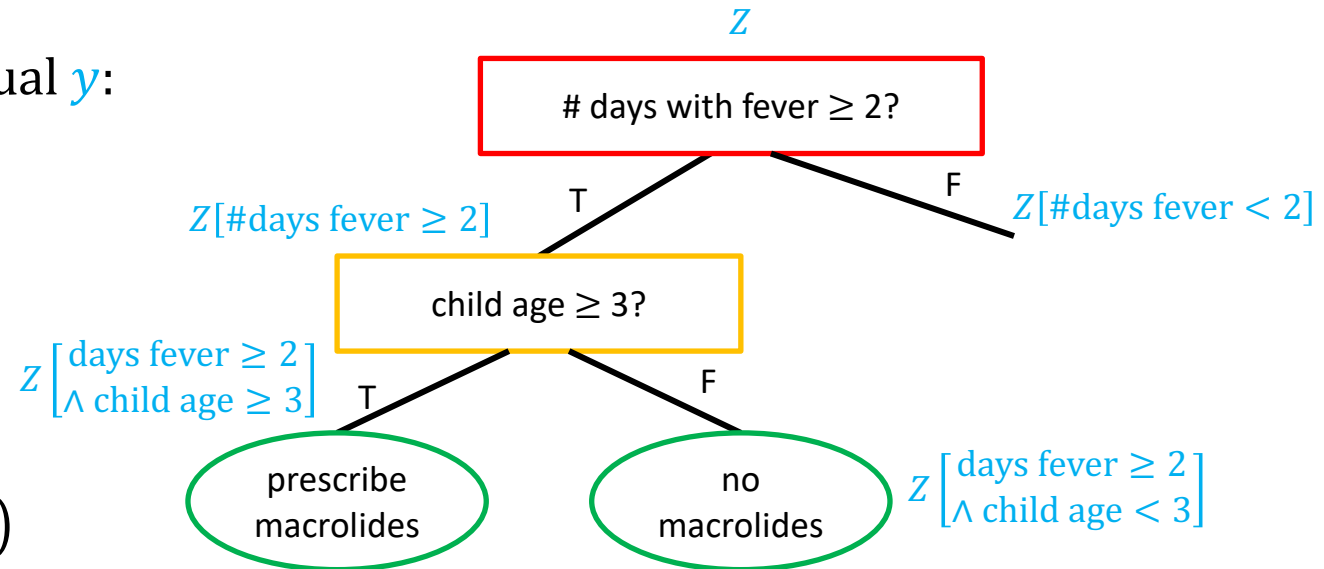 Z
ual y:
# days with fever ≥ 2?
T
F
Z[#days fever ≥ 2]
Z[#days fever < 2]
child age ≥ 3?
Z[days fever ≥ 2
∧ child age ≥ 3]
T
F
prescribe
macrolides
no
macrolides
Z[days fever ≥ 2
∧ child age < 3]
)